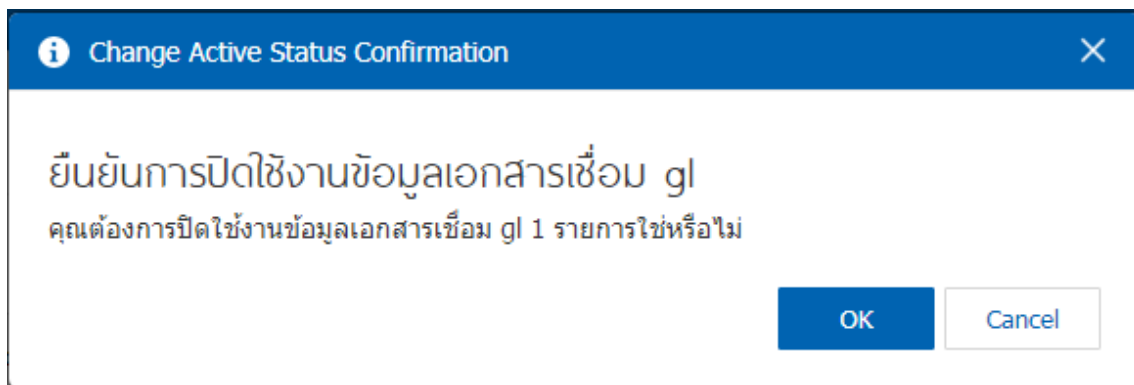 Change Active Status Confirmation
ยืนยันการปิดใช้งานข้อมูลเอกสารเชื่อม gl
คุณต้องการปิดใช้งานข้อมูลเอกสารเชื่อม gl 1 รายการใช่หรือไม่
OK Cancel